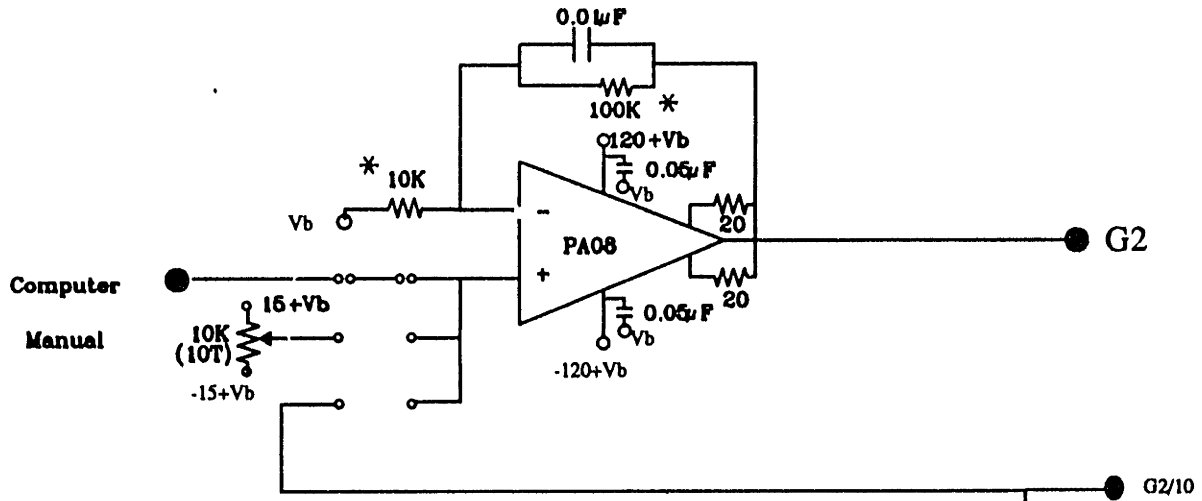 0.01µF
100K *
120+Vb
0.05µF
Vb
* 10K
Vb
-
PA08
+
20
20
G2
Computer
15+Vb
Manual
10K
(10T)
-15+Vb
0.05µF
Vb
-120+Vb
G2/10